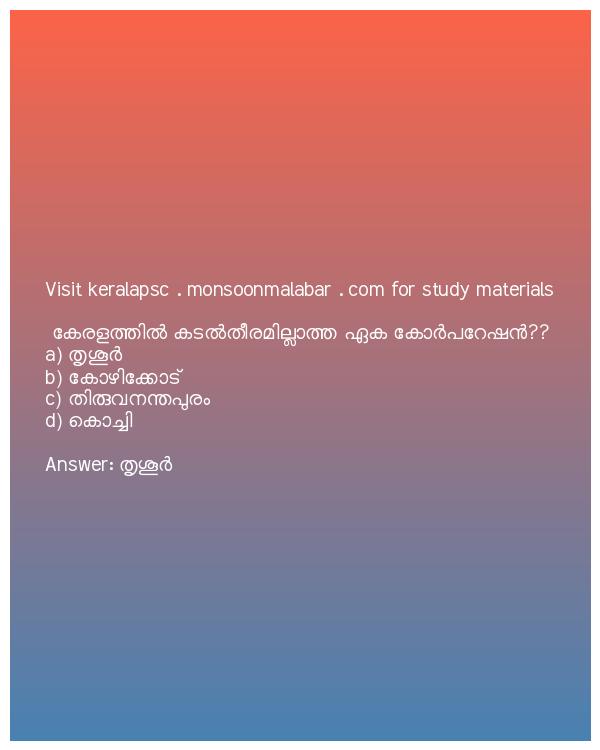 Visit keralapsc . monsoonmalabar . com for study materials
കേരളത്തിൽ കടൽതീരമില്ലാത്ത ഏക കോർപറേഷൻ??
a) തൃശൂർ
b) കോഴിക്കോട്
c) തിരുവനന്തപുരം
d) കൊച്ചി
Answer: തൃശൂർ